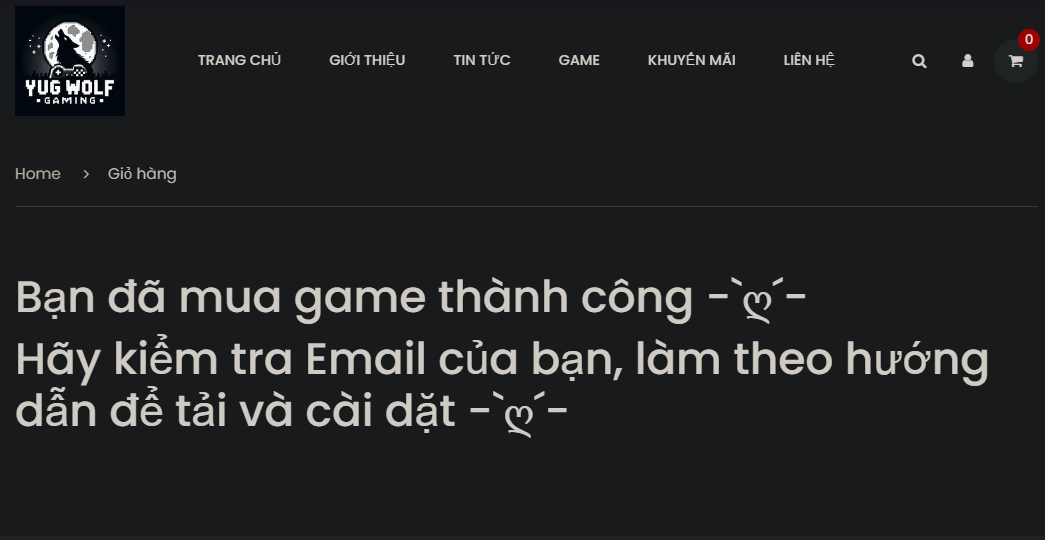 YUG WOLF
GAMING
TRANG CHỦ GIỚI THIỆU TIN TỨC GAME KHUYẾN MÃI LIÊN HỆ 0
Home > Giỏ hàng
Bạn đã mua game thành công -`ღ´-
Hãy kiểm tra Email của bạn, làm theo hướng
dẫn để tải và cài dặt -`ღ´-